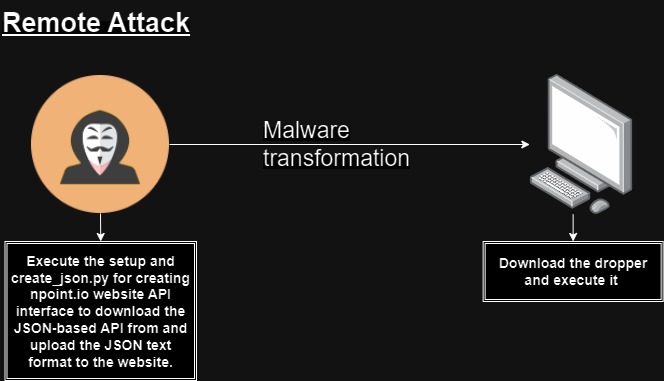 Remote Attack
Malware
transformation
Execute the setup and
create_json.py for creating
npoint.io website API
interface to download the
JSON-based API from and
upload the JSON text
format to the website.
Download the dropper
and execute it